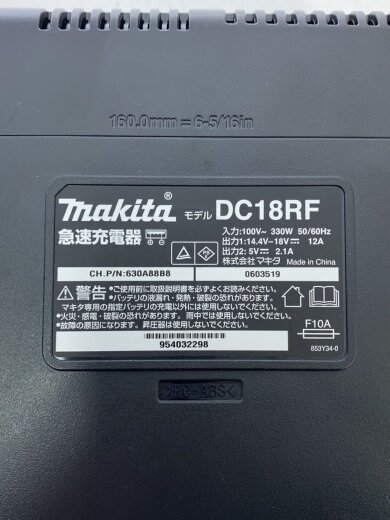 160.0mm=6-5/16in
makita® モデル DC18RF
急速充電器
入力:100V~ 330W 50/60Hz
出力1:14.4V-18V⎓ 12A
出力2: 5V⎓ 2.1A
株式会社 マキタ Made in China
CH.P/N:630A88B8 0603519
⚠警告 ●ご使用前に取扱説明書を必ずよくお読みください。
●バッテリの液漏れ・発熱・破裂の恐れがあります。
マキタ専用の指定バッテリの充電以外には使用しないでください。
●火災・感電・破裂の恐れがあります。雨中では使用しないでください。
●故障の原因になります。昇圧器は使用しないでください。
F10A
853Y34-0
954032298
>PC+ABS<